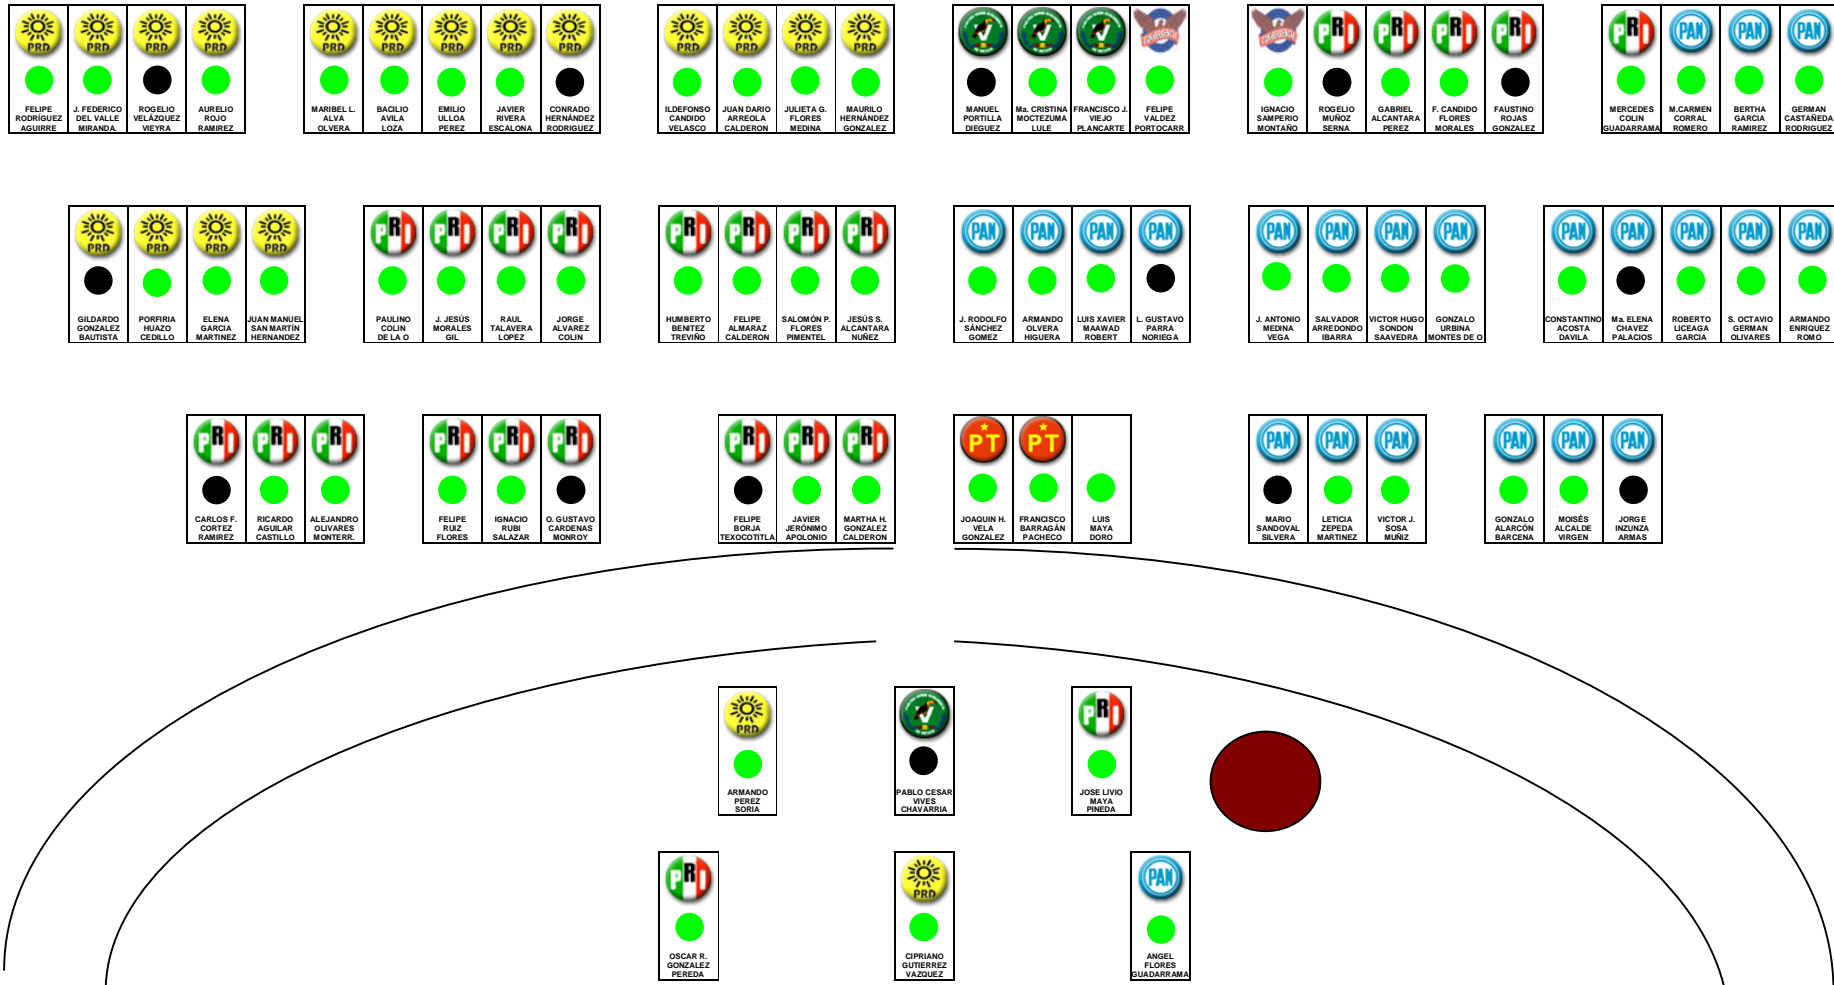 PRD PRD PRD PRD
FELIPE RODRÍGUEZ AGUIRRE
J. FEDERICO DEL VALLE MIRANDA.
ROGELIO VELÁZQUEZ VIEYRA
AURELIO ROJO RAMIREZ
PRD PRD PRD PRD PRD
MARIBEL L. ALVA OLVERA
BACILIO AVILA LOZA
EMILIO ULLOA PEREZ
JAVIER RIVERA ESCALONA
CONRADO HERNÁNDEZ RODRIGUEZ
PRD PRD PRD PRD
ILDEFONSO CANDIDO VELASCO
JUAN DARIO ARREOLA CALDERON
JULIETA G. FLORES MEDINA
MAURILO HERNÁNDEZ GONZALEZ
MANUEL PORTILLA DIEGUEZ
Ma. CRISTINA MOCTEZUMA LULE
FRANCISCO J. VIEJO PLANCARTE
CONVERGENCIA
FELIPE VALDEZ PORTOCARR
CONVERGENCIA PRI PRI PRI PRI
IGNACIO SAMPERIO MONTAÑO
ROGELIO MUÑOZ SERNA
GABRIEL ALCANTARA PEREZ
F. CANDIDO FLORES MORALES
FAUSTINO ROJAS GONZALEZ
PRI PAN PAN PAN
MERCEDES COLIN GUADARRAMA
M.CARMEN CORRAL ROMERO
BERTHA GARCIA RAMIREZ
GERMAN CASTAÑEDA RODRIGUEZ
PRD PRD PRD PRD
GILDARDO GONZALEZ BAUTISTA
PORFIRIA HUAZO CEDILLO
ELENA GARCIA MARTINEZ
JUAN MANUEL SAN MARTÍN HERNANDEZ
PRI PRI PRI PRI
PAULINO COLIN DE LA O
J. JESÚS MORALES GIL
RAUL TALAVERA LOPEZ
JORGE ALVAREZ COLIN
PRI PRI PRI PRI
HUMBERTO BENITEZ TREVIÑO
FELIPE ALMARAZ CALDERON
SALOMÓN P. FLORES PIMENTEL
JESÚS S. ALCANTARA NUÑEZ
PAN PAN PAN PAN
J. RODOLFO SÁNCHEZ GOMEZ
ARMANDO OLVERA HIGUERA
LUIS XAVIER MAAWAD ROBERT
L. GUSTAVO PARRA NORIEGA
PAN PAN PAN PAN
J. ANTONIO MEDINA VEGA
SALVADOR ARREDONDO IBARRA
VICTOR HUGO SONDON SAAVEDRA
GONZALO URBINA MONTES DE O
PAN PAN PAN PAN PAN
CONSTANTINO ACOSTA DAVILA
Ma. ELENA CHAVEZ PALACIOS
ROBERTO LICEAGA GARCIA
S. OCTAVIO GERMAN OLIVARES
ARMANDO ENRIQUEZ ROMO
PRI PRI PRI
CARLOS F. CORTEZ RAMIREZ
RICARDO AGUILAR CASTILLO
ALEJANDRO OLIVARES MONTERR.
PRI PRI PRI
FELIPE RUIZ FLORES
IGNACIO RUBI SALAZAR
O. GUSTAVO CARDENAS MONROY
PRI PRI PRI
FELIPE BORJA TEXOCOTITLA
JAVIER JERÓNIMO APOLONIO
MARTHA H. GONZALEZ CALDERON
PT PT
JOAQUIN H. VELA GONZALEZ
FRANCISCO BARRAGÁN PACHECO
LUIS MAYA DORO
PAN PAN PAN
MARIO SANDOVAL SILVERA
LETICIA ZEPEDA MARTINEZ
VICTOR J. SOSA MUÑIZ
PAN PAN PAN
GONZALO ALARCÓN BARCENA
MOISÉS ALCALDE VIRGEN
JORGE INZUNZA ARMAS
PRD
ARMANDO PEREZ SORIA
PABLO CESAR VIVES CHAVARRIA
PRI
JOSE LIVIO MAYA PINEDA
PRI
OSCAR R. GONZALEZ PEREDA
PRD
CIPRIANO GUTIERREZ VAZQUEZ
PAN
ANGEL FLORES GUADARRAMA